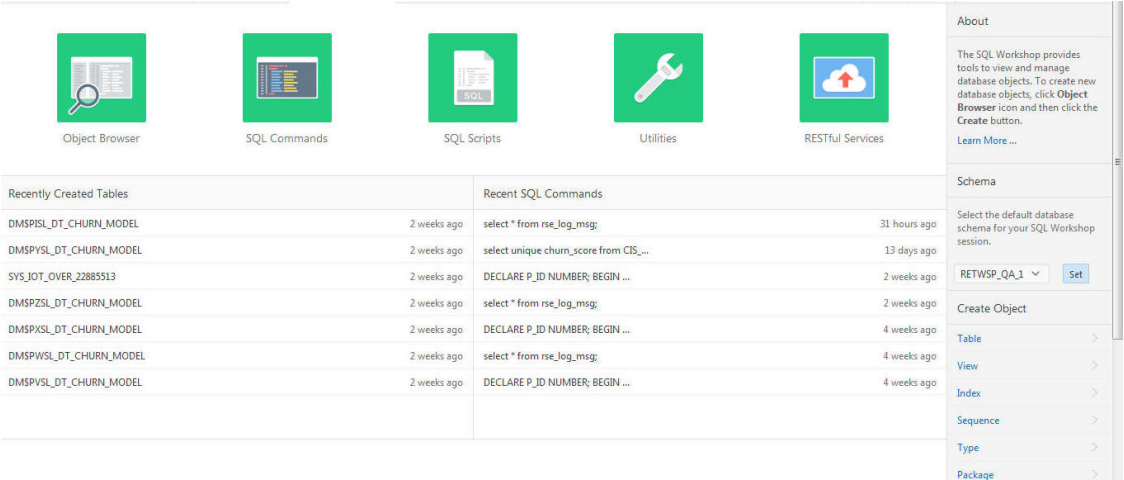 SQL
Object Browser
SQL Commands
SQL Scripts
Utilities
RESTful Services
Recently Created Tables
DM$PISL_DT_CHURN_MODEL 2 weeks ago
DM$PYSL_DT_CHURN_MODEL 2 weeks ago
SYS_IOT_OVER_22885513 2 weeks ago
DM$PZSL_DT_CHURN_MODEL 2 weeks ago
DM$PXSL_DT_CHURN_MODEL 2 weeks ago
DM$PWSL_DT_CHURN_MODEL 2 weeks ago
DM$PVSL_DT_CHURN_MODEL 2 weeks ago
Recent SQL Commands
select * from rse_log_msg; 31 hours ago
select unique churn_score from CIS_... 13 days ago
DECLARE P_ID NUMBER; BEGIN ... 2 weeks ago
select * from rse_log_msg; 2 weeks ago
DECLARE P_ID NUMBER; BEGIN ... 4 weeks ago
select * from rse_log_msg; 4 weeks ago
DECLARE P_ID NUMBER; BEGIN ... 4 weeks ago
About
The SQL Workshop provides
tools to view and manage
database objects. To create new
database objects, click Object
Browser icon and then click the
Create button.
Learn More ...
Schema
Select the default database
schema for your SQL Workshop
session.
RETWSP_QA_1 Set
Create Object
Table
View
Index
Sequence
Type
Package